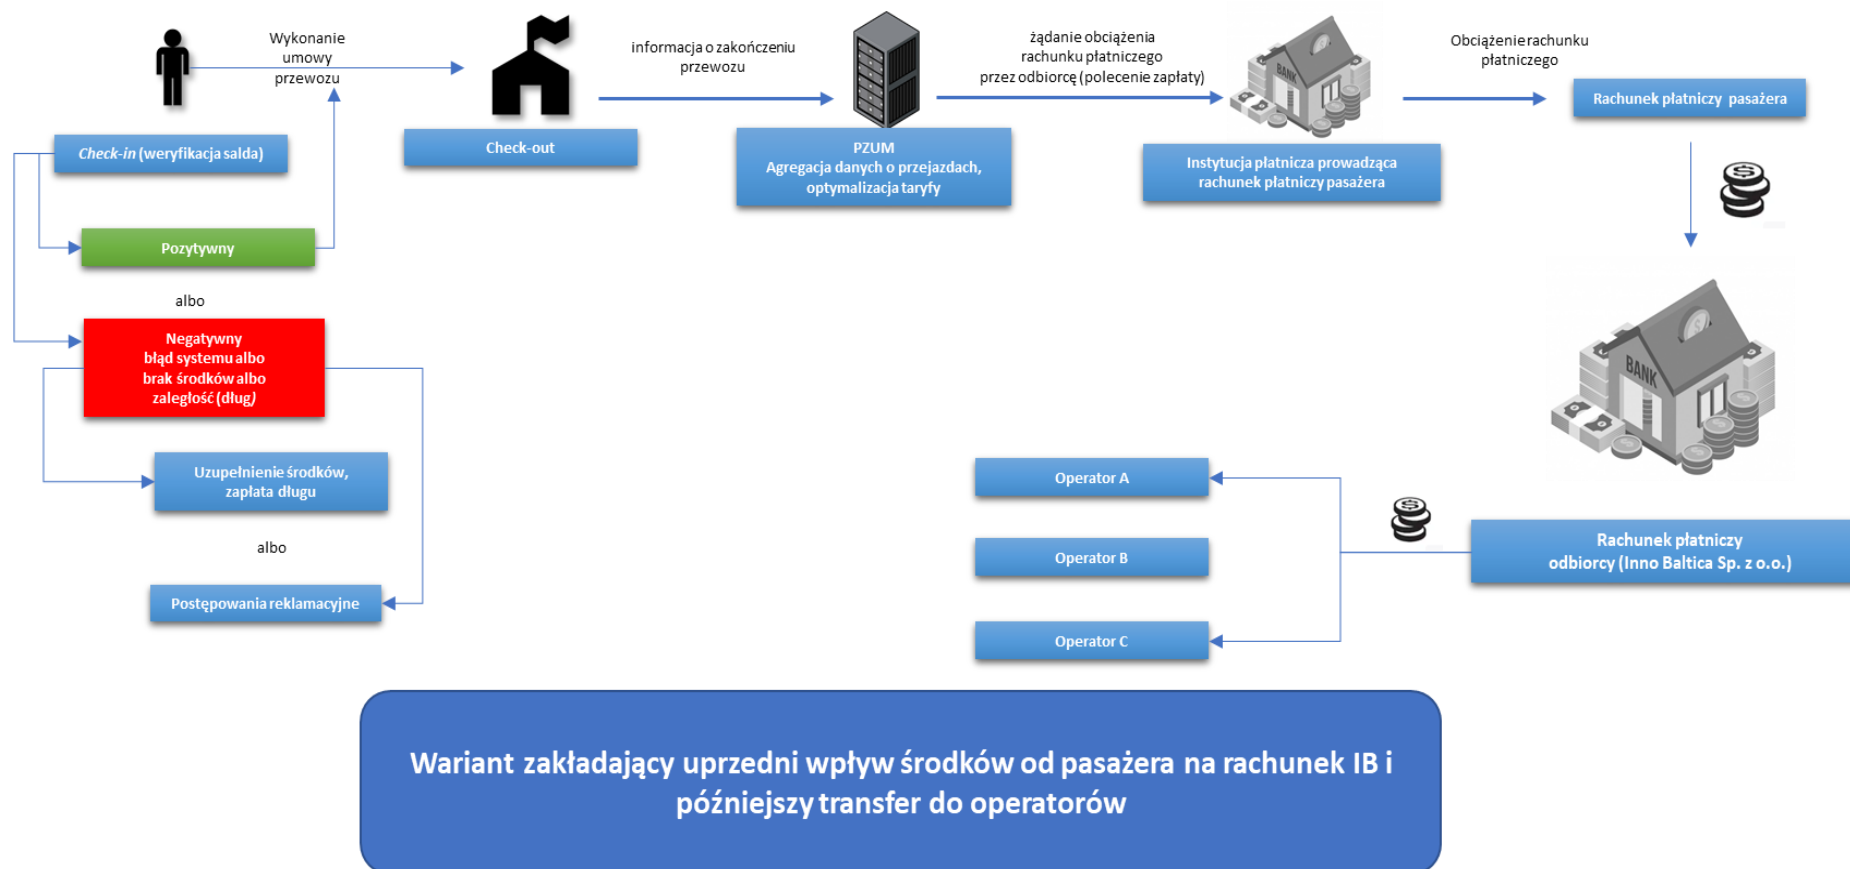 Wykonanie
umowy
przewozu
informacja o zakończeniu
przewozu
żądanie obciążenia
rachunku płatniczego
przez odbiorcę (polecenie zapłaty)
Obciążenie rachunku
płatniczego
BANK
Check-in (weryfikacja salda)
Check-out
PZUM
Agregacja danych o przejazdach,
optymalizacja taryfy
Instytucja płatnicza prowadząca
rachunek płatniczy pasażera
Rachunek płatniczy pasażera
Pozytywny
albo
Negatywny
błąd systemu albo
brak środków albo
zaległość (dług)
Uzupełnienie środków,
zapłata długu
albo
Postępowania reklamacyjne
BANK
Operator A
Operator B
Operator C
Rachunek płatniczy
odbiorcy (Inno Baltica Sp. z o.o.)
Wariant zakładający uprzedni wpływ środków od pasażera na rachunek IB i
późniejszy transfer do operatorów